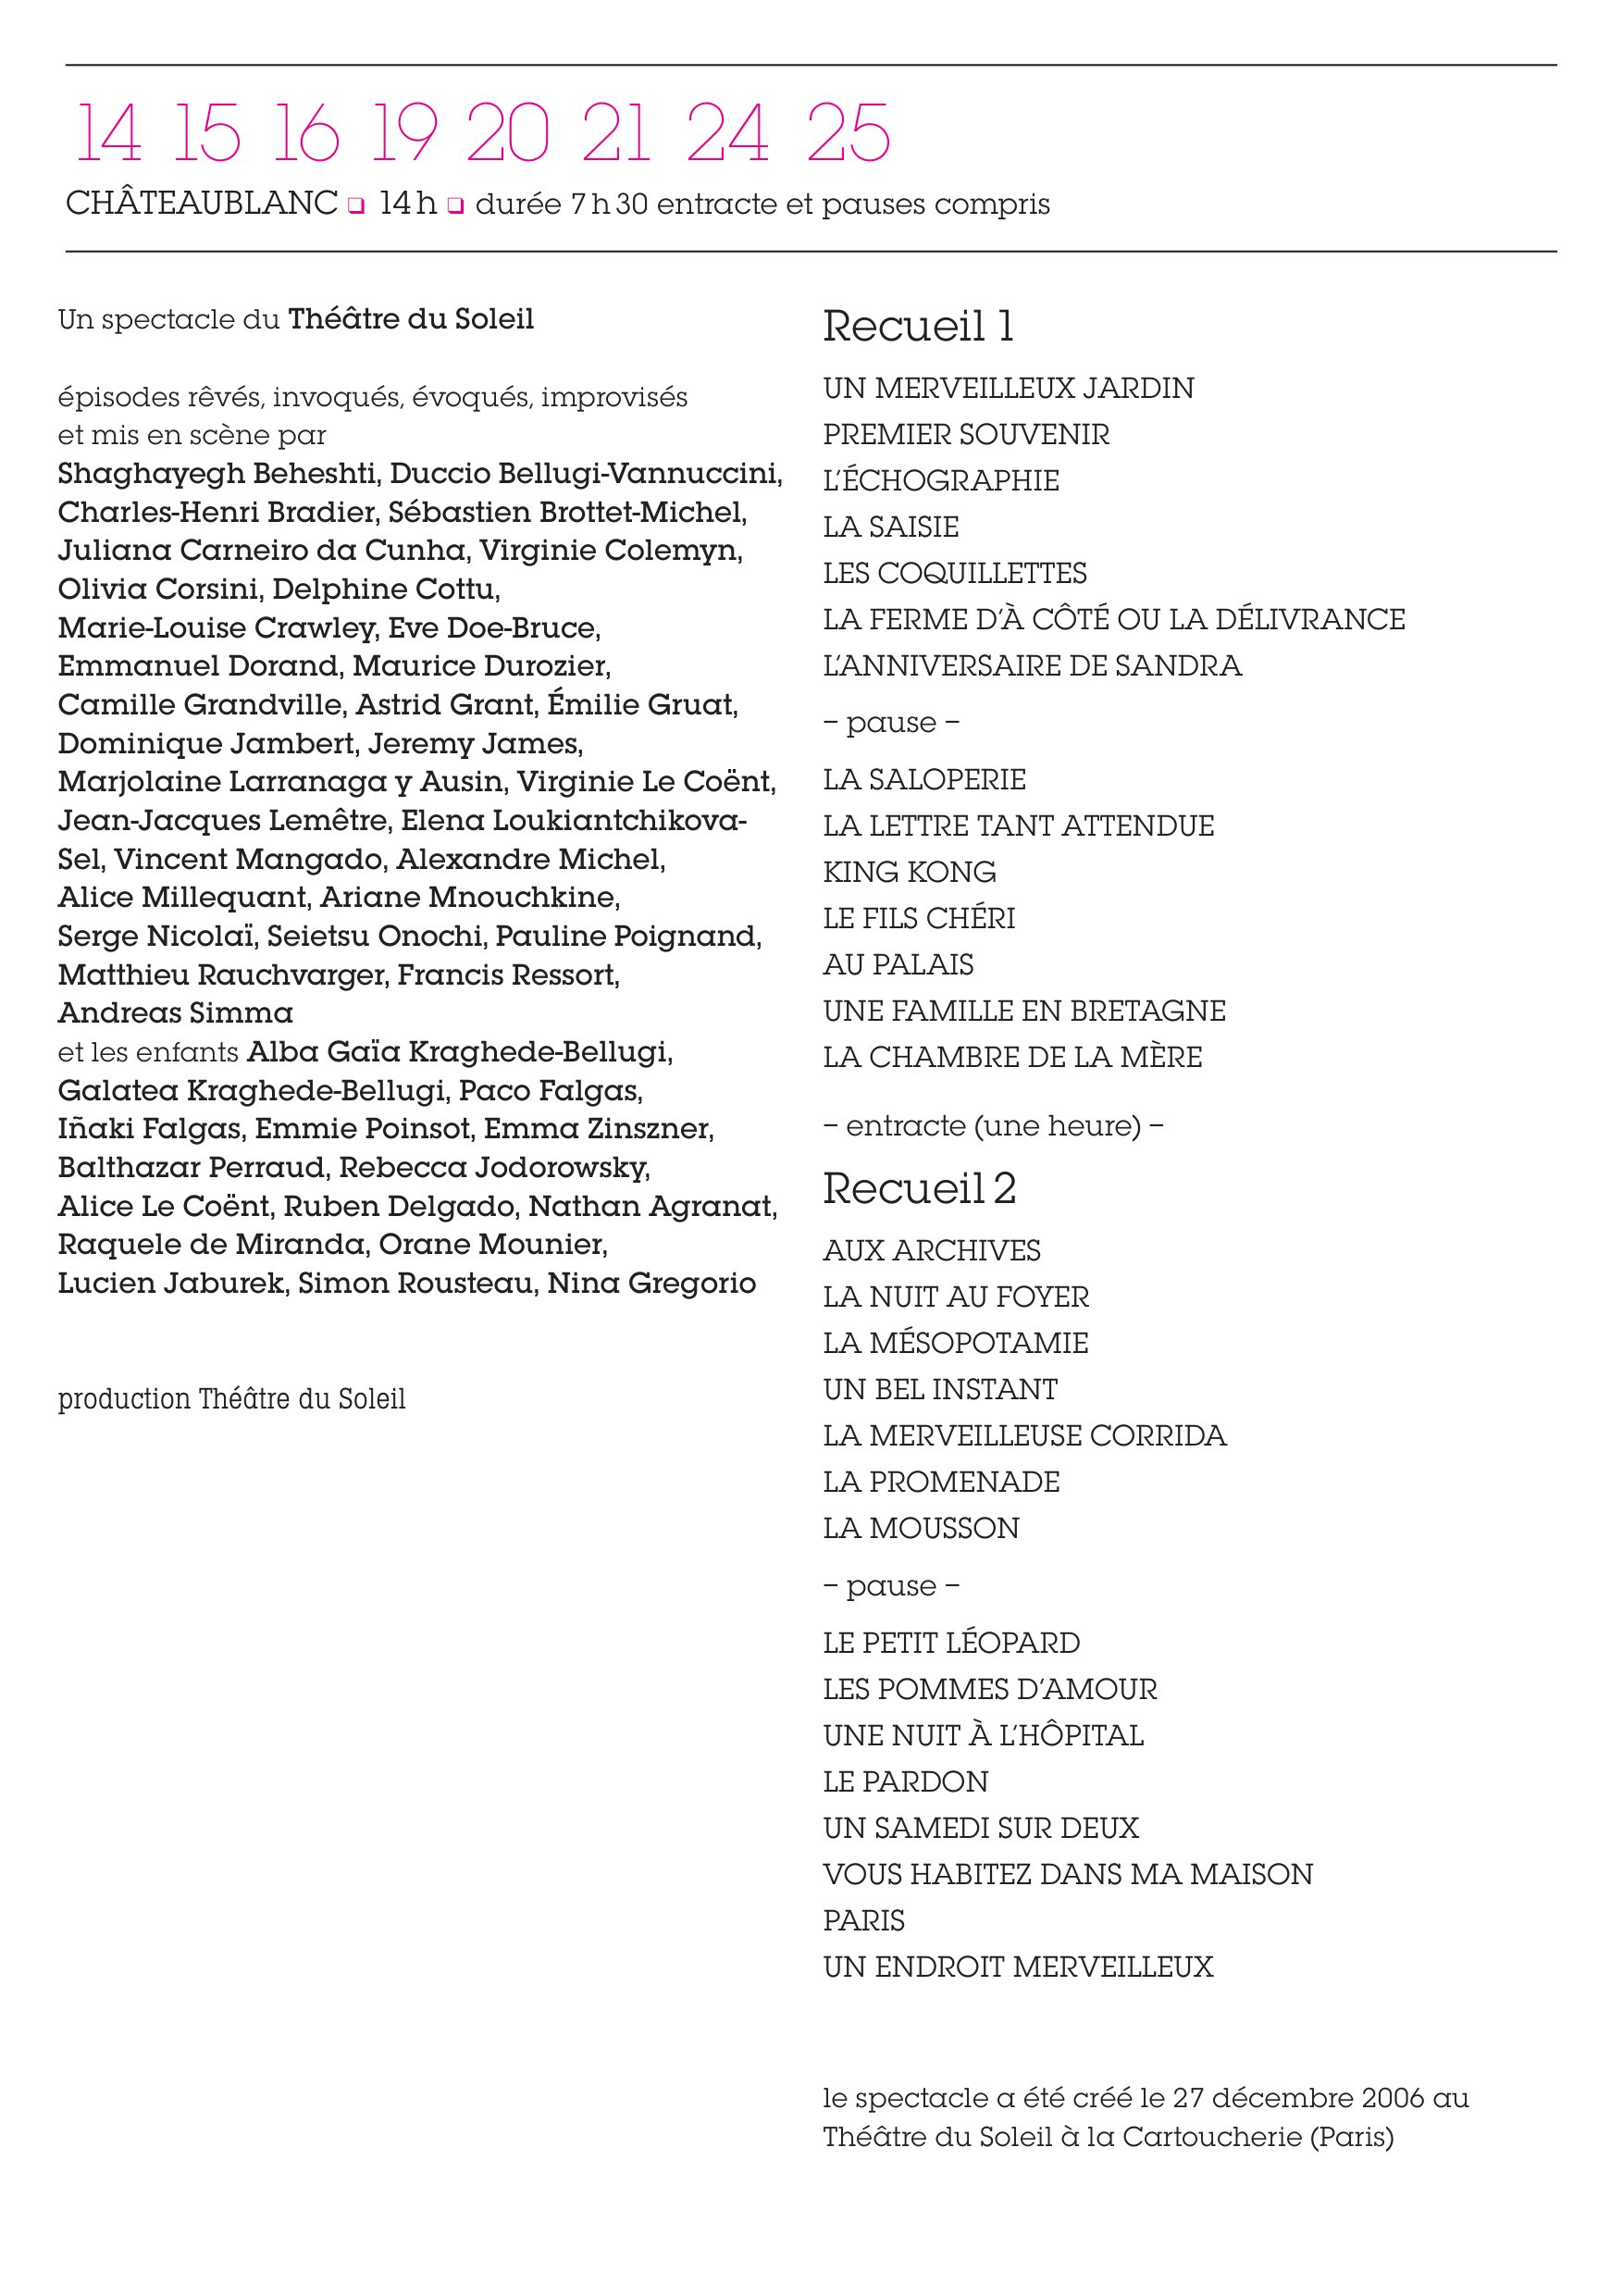 14 15 16 19 20 21 24 25
CHÂTEAUBLANC ❏ 14 h ❏ durée 7 h 30 entracte et pauses compris
Un spectacle du Théâtre du Soleil
épisodes rêvés, invoqués, évoqués, improvisés
et mis en scène par
Shaghayegh Beheshti, Duccio Bellugi-Vannuccini,
Charles-Henri Bradier, Sébastien Brottet-Michel,
Juliana Carneiro da Cunha, Virginie Colemyn,
Olivia Corsini, Delphine Cottu,
Marie-Louise Crawley, Eve Doe-Bruce,
Emmanuel Dorand, Maurice Durozier,
Camille Grandville, Astrid Grant, Émilie Gruat,
Dominique Jambert, Jeremy James,
Marjolaine Larranaga y Ausin, Virginie Le Coënt,
Jean-Jacques Lemêtre, Elena Loukiantchikova-
Sel, Vincent Mangado, Alexandre Michel,
Alice Millequant, Ariane Mnouchkine,
Serge Nicolaï, Seietsu Onochi, Pauline Poignand,
Matthieu Rauchvarger, Francis Ressort,
Andreas Simma
et les enfants Alba Gaïa Kraghede-Bellugi,
Galatea Kraghede-Bellugi, Paco Falgas,
Iñaki Falgas, Emmie Poinsot, Emma Zinszner,
Balthazar Perraud, Rebecca Jodorowsky,
Alice Le Coënt, Ruben Delgado, Nathan Agranat,
Raquele de Miranda, Orane Mounier,
Lucien Jaburek, Simon Rousteau, Nina Gregorio
production Théâtre du Soleil
Recueil 1
UN MERVEILLEUX JARDIN
PREMIER SOUVENIR
L'ÉCHOGRAPHIE
LA SAISIE
LES COQUILLETTES
LA FERME D'À CÔTÉ OU LA DÉLIVRANCE
L'ANNIVERSAIRE DE SANDRA
– pause –
LA SALOPERIE
LA LETTRE TANT ATTENDUE
KING KONG
LE FILS CHÉRI
AU PALAIS
UNE FAMILLE EN BRETAGNE
LA CHAMBRE DE LA MÈRE
– entracte (une heure) –
Recueil 2
AUX ARCHIVES
LA NUIT AU FOYER
LA MÉSOPOTAMIE
UN BEL INSTANT
LA MERVEILLEUSE CORRIDA
LA PROMENADE
LA MOUSSON
– pause –
LE PETIT LÉOPARD
LES POMMES D'AMOUR
UNE NUIT À L'HÔPITAL
LE PARDON
UN SAMEDI SUR DEUX
VOUS HABITEZ DANS MA MAISON
PARIS
UN ENDROIT MERVEILLEUX
le spectacle a été créé le 27 décembre 2006 au
Théâtre du Soleil à la Cartoucherie (Paris)